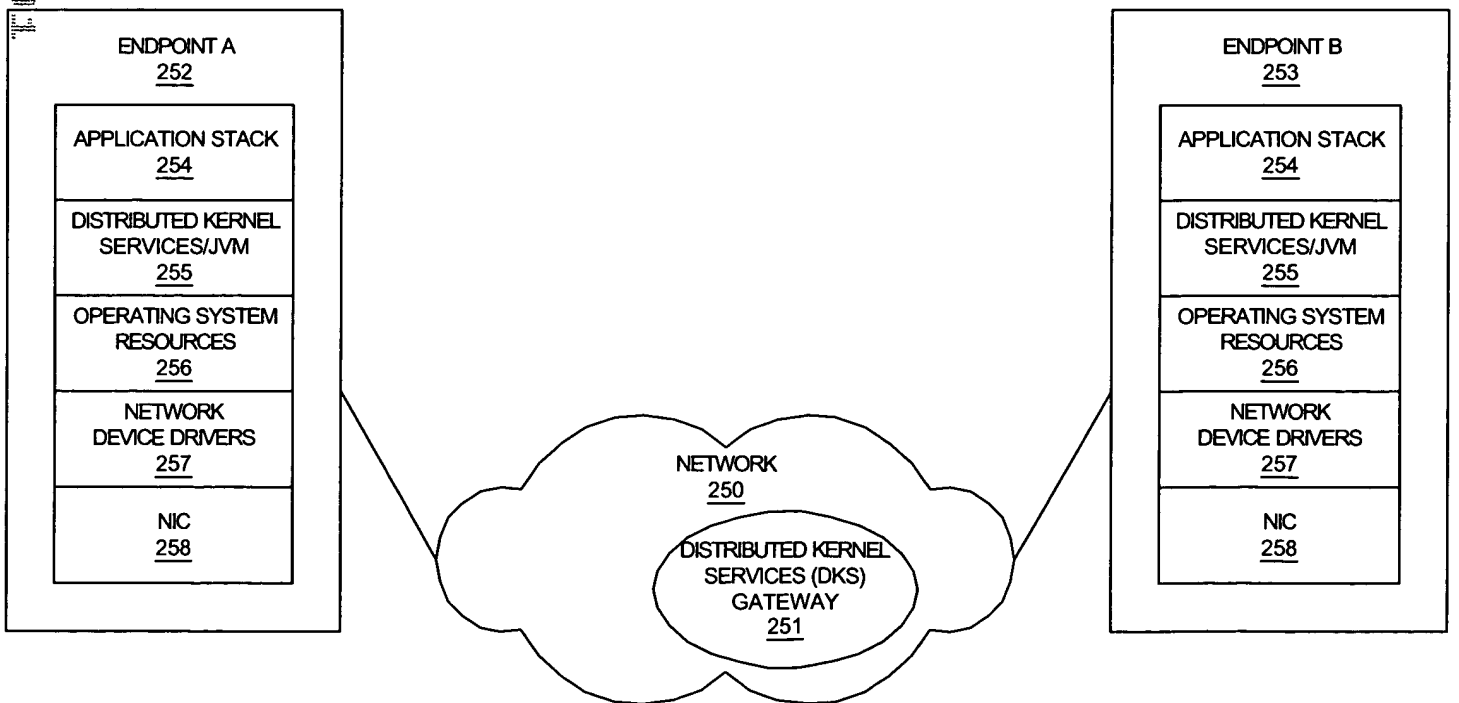 ENDPOINT A
252
APPLICATION STACK
254
DISTRIBUTED KERNEL
SERVICES/JVM
255
OPERATING SYSTEM
RESOURCES
256
NETWORK
DEVICE DRIVERS
257
NIC
258
NETWORK
250
DISTRIBUTED KERNEL
SERVICES (DKS)
GATEWAY
251
ENDPOINT B
253
APPLICATION STACK
254
DISTRIBUTED KERNEL
SERVICES/JVM
255
OPERATING SYSTEM
RESOURCES
256
NETWORK
DEVICE DRIVERS
257
NIC
258